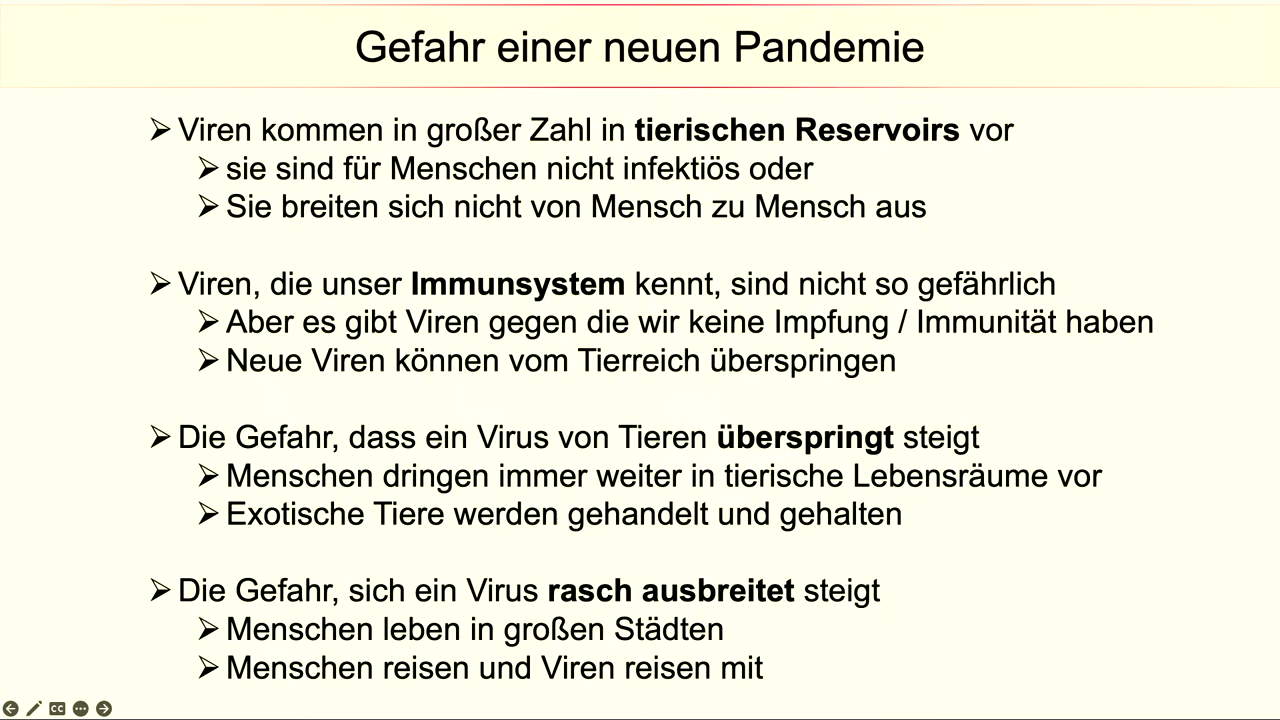 Gefahr einer neuen Pandemie
➢ Viren kommen in großer Zahl in tierischen Reservoirs vor
➢ sie sind für Menschen nicht infektiös oder
➢ Sie breiten sich nicht von Mensch zu Mensch aus
➢ Viren, die unser Immunsystem kennt, sind nicht so gefährlich
➢ Aber es gibt Viren gegen die wir keine Impfung / Immunität haben
➢ Neue Viren können vom Tierreich überspringen
➢ Die Gefahr, dass ein Virus von Tieren überspringt steigt
➢ Menschen dringen immer weiter in tierische Lebensräume vor
➢ Exotische Tiere werden gehandelt und gehalten
➢ Die Gefahr, sich ein Virus rasch ausbreitet steigt
➢ Menschen leben in großen Städten
➢ Menschen reisen und Viren reisen mit
CC